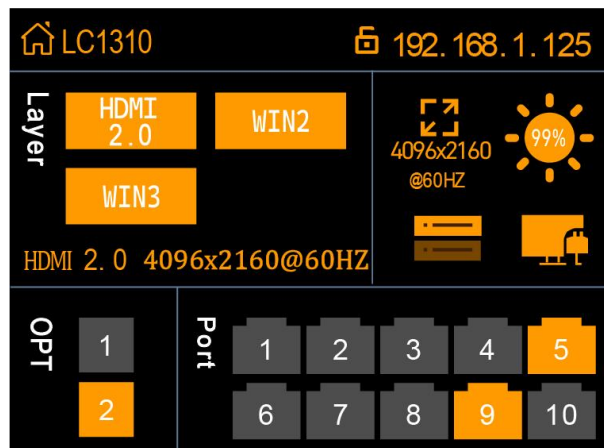 LC1310
192.168.1.125
Layer
HDMI
2.0
WIN2
WIN3
HDMI 2.0 4096x2160@60HZ
4096x2160
@60HZ
99%
OPT
1
2
Port
1 2 3 4 5
6 7 8 9 10